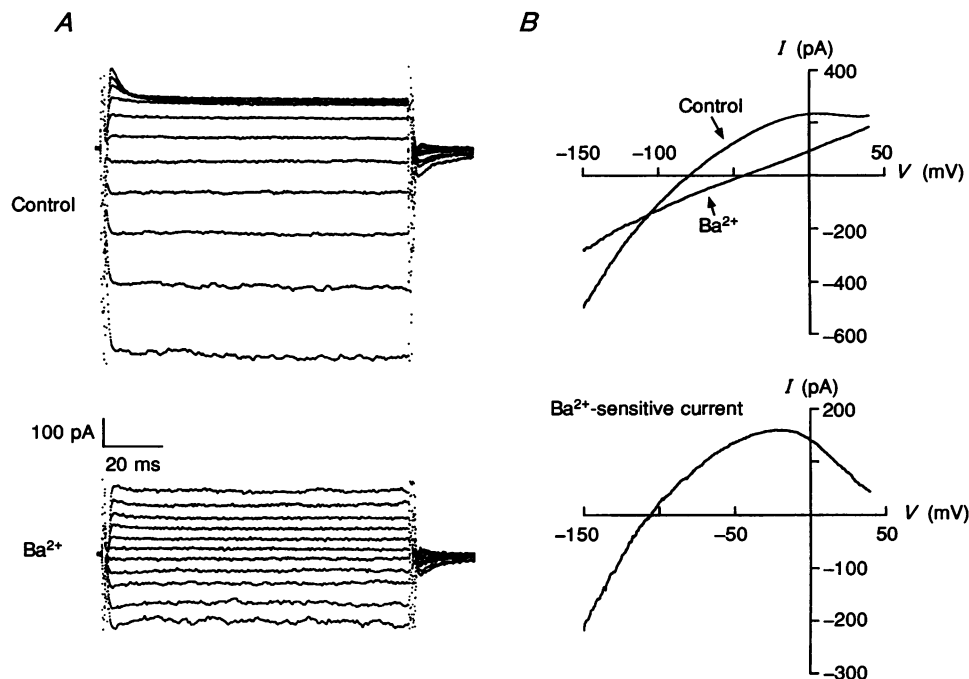 A
Control
100 pA
20 ms
Ba²⁺
B
I (pA)
400
Control
−150
−100
50
V (mV)
Ba²⁺
−200
−400
−600
I (pA)
Ba²⁺-sensitive current
200
−150
−50
50
V (mV)
−100
−200
−300